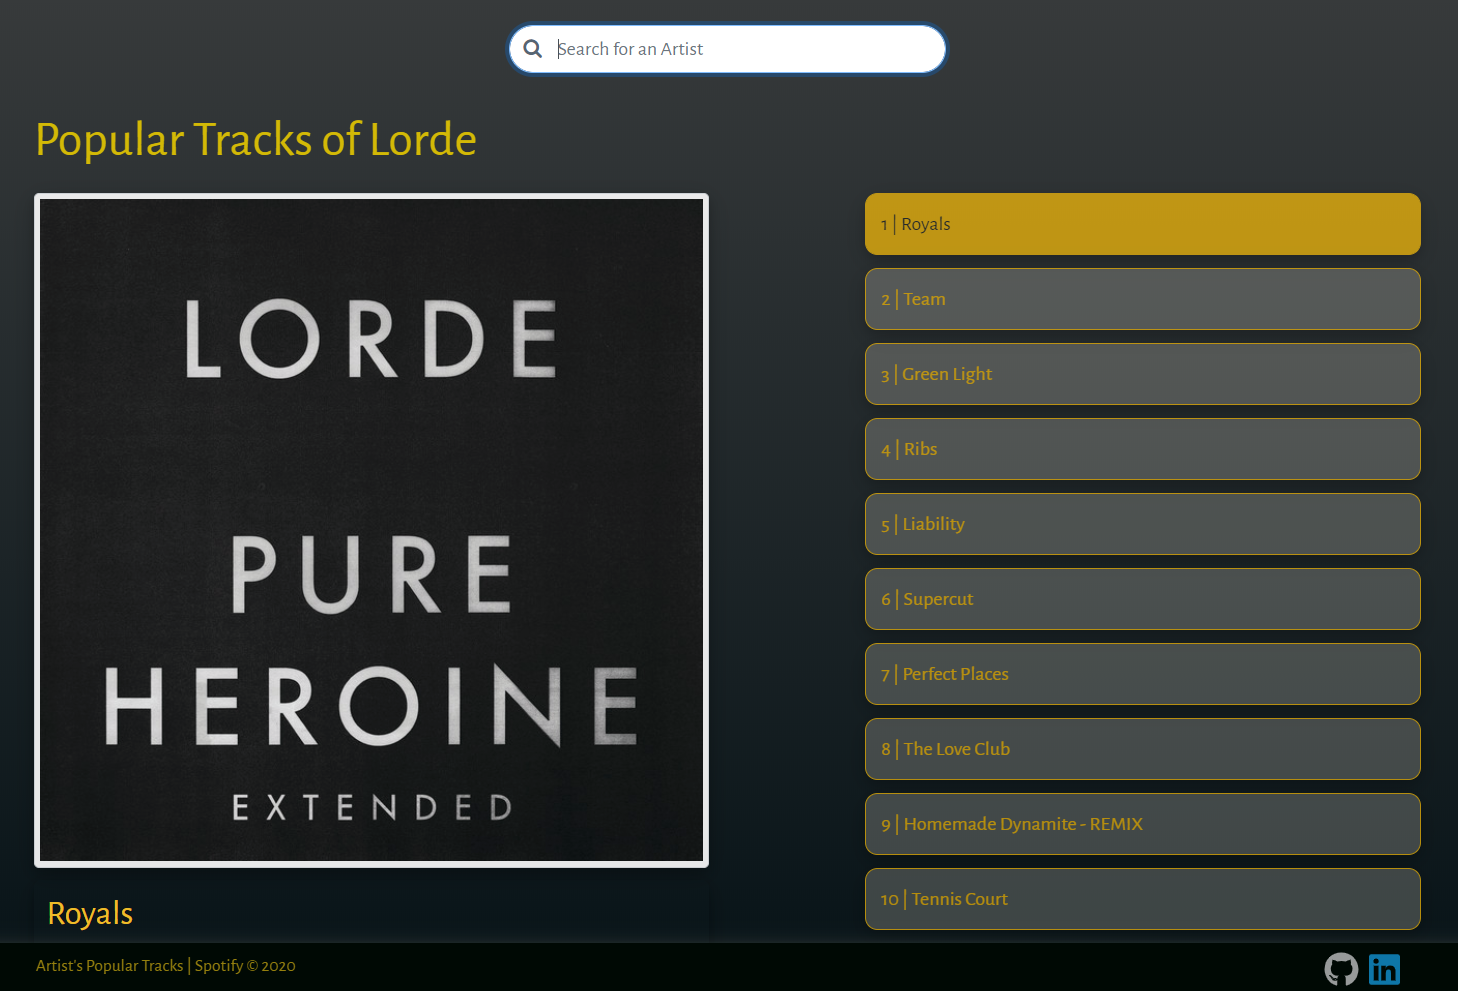 Search for an Artist
Popular Tracks of Lorde
LORDE
PURE
HEROINE
EXTENDED
Royals
1 | Royals
2 | Team
3 | Green Light
4 | Ribs
5 | Liability
6 | Supercut
7 | Perfect Places
8 | The Love Club
9 | Homemade Dynamite - REMIX
10 | Tennis Court
Artist's Popular Tracks | Spotify © 2020
in